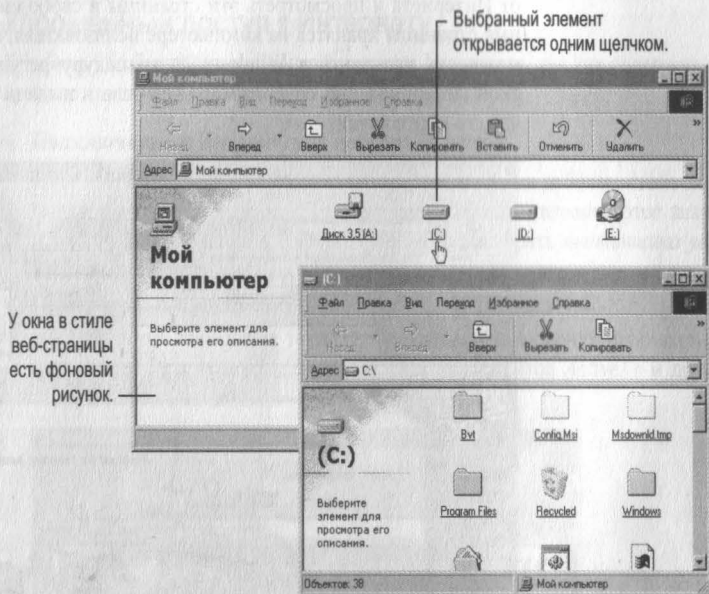 Выбранный элемент
открывается одним щелчком.
Мой компьютер
Файл Правка Вид Переход Избранное Справка
Назад Вперед Вверх Вырезать Копировать Вставить Отменить Удалить »
Адрес Мой компьютер
Диск 3,5 (A:) (C:) (D:) (E:)
Мой
компьютер
Выберите элемент для
просмотра его описания.
У окна в стиле
веб-страницы
есть фоновый
рисунок.
(C:)
Файл Правка Вид Переход Избранное Справка
Назад Вперед Вверх Вырезать Копировать »
Адрес C:\
(C:)
Выберите
элемент для
просмотра его
описания.
Bvt Config.Msi Msdownld.tmp
Program Files Recycled Windows
Объектов: 38 Мой компьютер